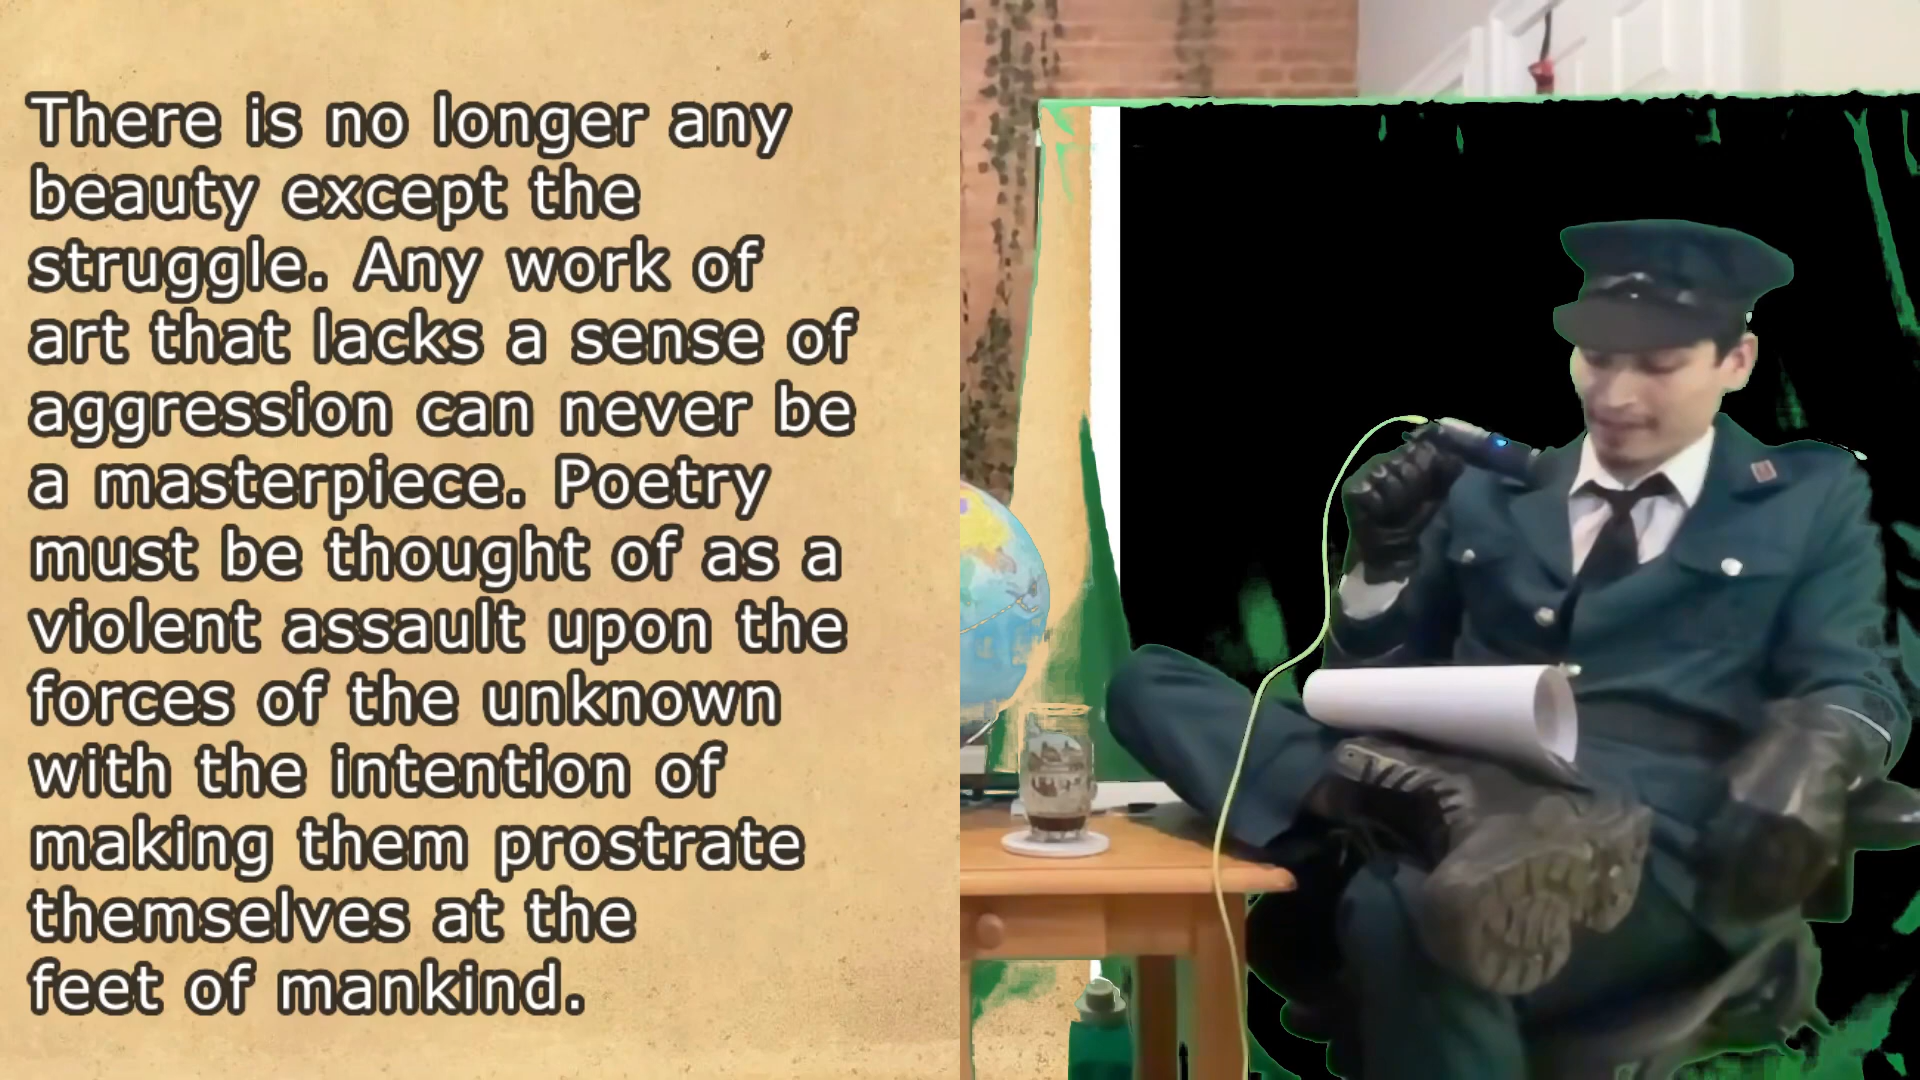 There is no longer any
beauty except the
struggle. Any work of
art that lacks a sense of
aggression can never be
a masterpiece. Poetry
must be thought of as a
violent assault upon the
forces of the unknown
with the intention of
making them prostrate
themselves at the
feet of mankind.